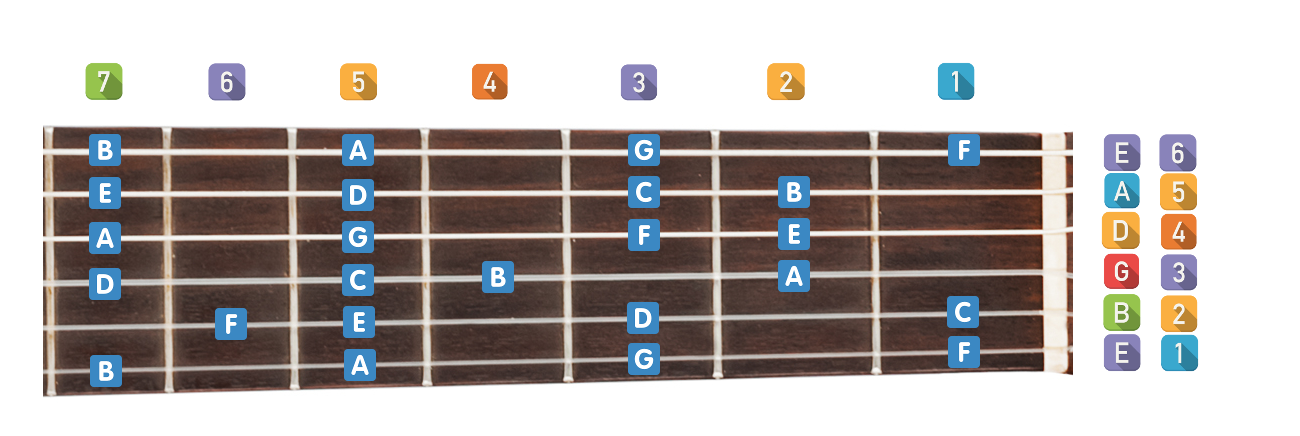 7 6 5 4 3 2 1
B A G F E 6
E D C B A 5
A G F E D 4
D C B A G 3
F E D C B 2
B A G F E 1